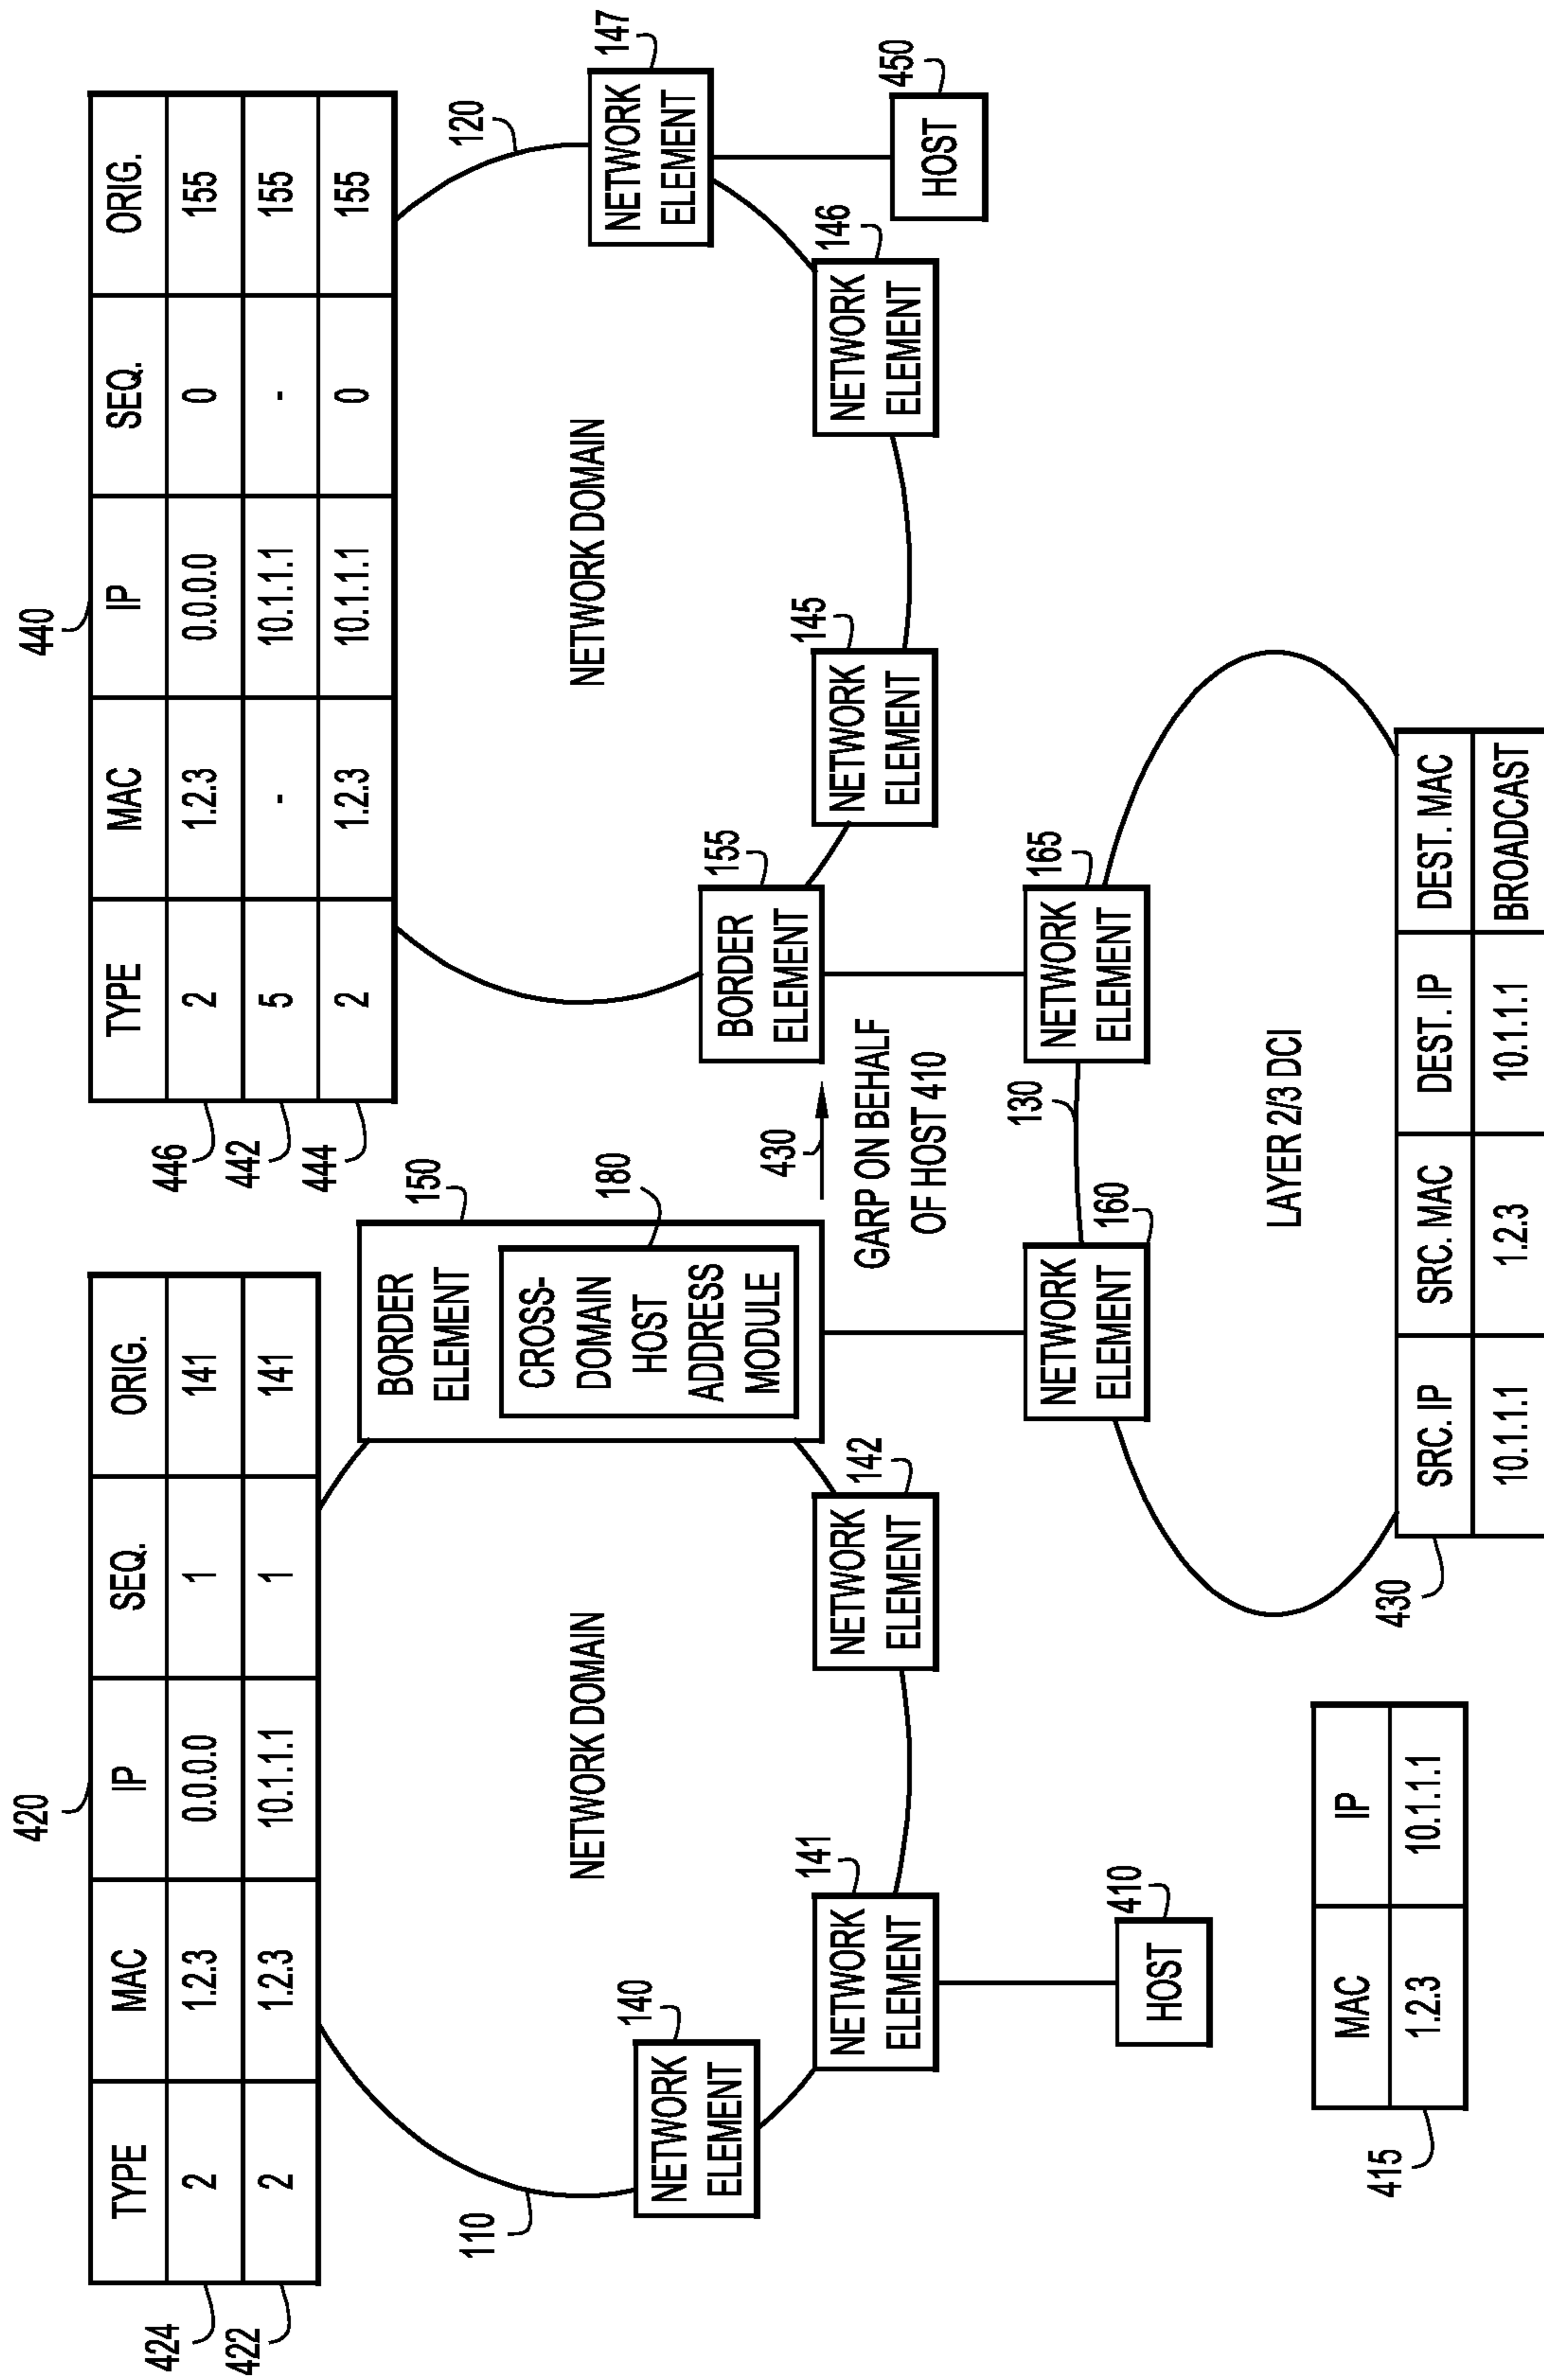 420
TYPE MAC IP SEQ. ORIG.
424 2 1.2.3 0.0.0.0 1 141
422 2 1.2.3 10.1.1.1 1 141
440
TYPE MAC IP SEQ. ORIG.
446 2 1.2.3 0.0.0.0 0 155
442 5 - 10.1.1.1 - 155
444 2 1.2.3 10.1.1.1 0 155
110
NETWORK DOMAIN
140
NETWORK
ELEMENT
141
NETWORK
ELEMENT
142
NETWORK
ELEMENT
410
HOST
150
BORDER
ELEMENT
180
CROSS-
DOMAIN
HOST
ADDRESS
MODULE
430
GARP ON BEHALF
OF HOST 410
120
NETWORK DOMAIN
155
BORDER
ELEMENT
145
NETWORK
ELEMENT
146
NETWORK
ELEMENT
147
NETWORK
ELEMENT
450
HOST
160
NETWORK
ELEMENT
130
165
NETWORK
ELEMENT
LAYER 2/3 DCI
415
MAC IP
1.2.3 10.1.1.1
430
SRC. IP SRC. MAC DEST. IP DEST. MAC
10.1.1.1 1.2.3 10.1.1.1 BROADCAST